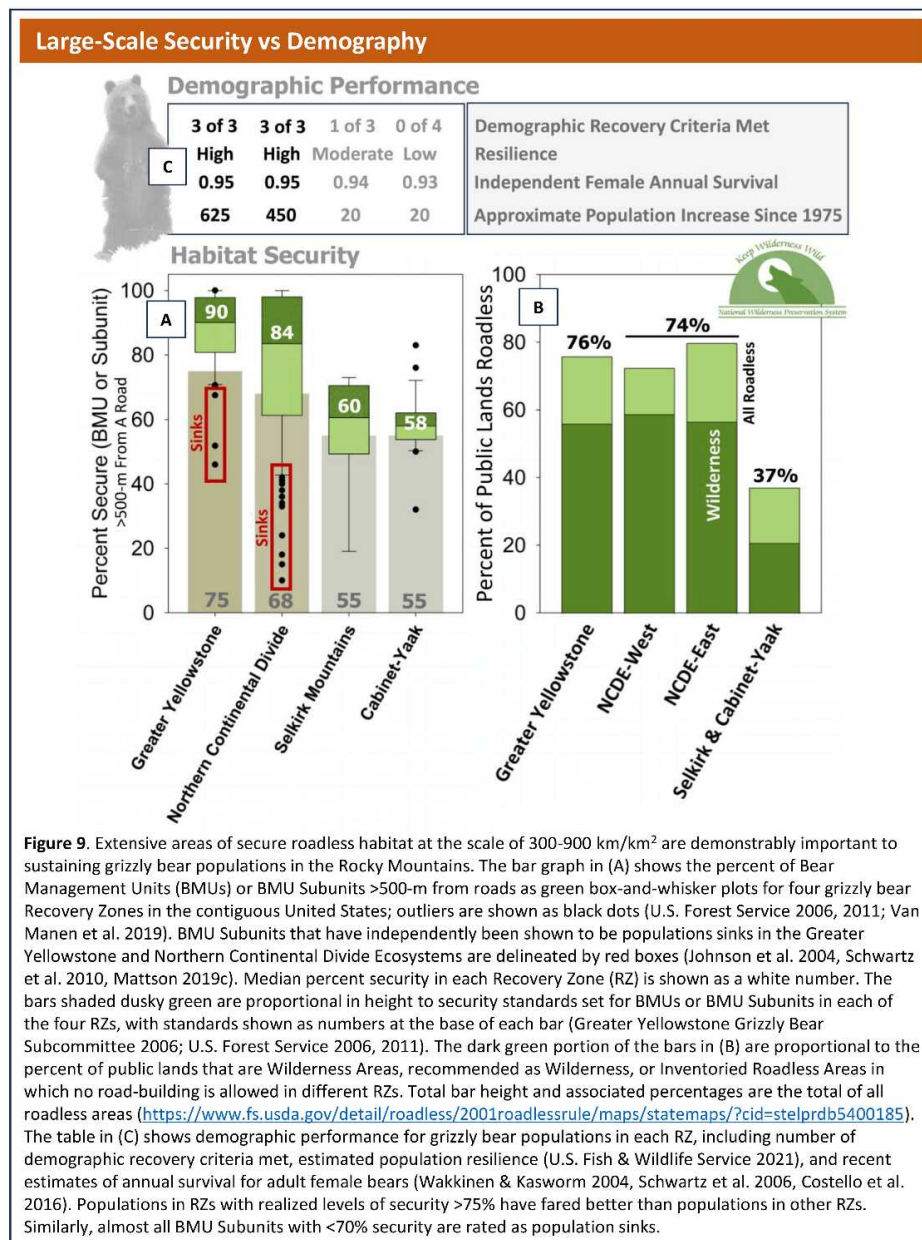 Large-Scale Security vs Demography
Demographic Performance
C
3 of 3 3 of 3 1 of 3 0 of 4 Demographic Recovery Criteria Met
High High Moderate Low Resilience
0.95 0.95 0.94 0.93 Independent Female Annual Survival
625 450 20 20 Approximate Population Increase Since 1975
Habitat Security
Keep Wilderness Wild
National Wilderness Preservation System
Percent Secure (BMU or Subunit)
>500-m From A Road
100
80
60
40
20
0
A
90
84
60
58
Sinks
Sinks
75
68
55
55
Greater Yellowstone
Northern Continental Divide
Selkirk Mountains
Cabinet-Yaak
Percent of Public Lands Roadless
100
80
60
40
20
0
B
76%
74%
37%
All Roadless
Wilderness
Greater Yellowstone
NCDE-West
NCDE-East
Selkirk & Cabinet-Yaak
Figure 9. Extensive areas of secure roadless habitat at the scale of 300-900 km/km² are demonstrably important to
sustaining grizzly bear populations in the Rocky Mountains. The bar graph in (A) shows the percent of Bear
Management Units (BMUs) or BMU Subunits >500-m from roads as green box-and-whisker plots for four grizzly bear
Recovery Zones in the contiguous United States; outliers are shown as black dots (U.S. Forest Service 2006, 2011; Van
Manen et al. 2019). BMU Subunits that have independently been shown to be populations sinks in the Greater
Yellowstone and Northern Continental Divide Ecosystems are delineated by red boxes (Johnson et al. 2004, Schwartz
et al. 2010, Mattson 2019c). Median percent security in each Recovery Zone (RZ) is shown as a white number. The
bars shaded dusky green are proportional in height to security standards set for BMUs or BMU Subunits in each of
the four RZs, with standards shown as numbers at the base of each bar (Greater Yellowstone Grizzly Bear
Subcommittee 2006; U.S. Forest Service 2006, 2011). The dark green portion of the bars in (B) are proportional to the
percent of public lands that are Wilderness Areas, recommended as Wilderness, or Inventoried Roadless Areas in
which no road-building is allowed in different RZs. Total bar height and associated percentages are the total of all
roadless areas (https://www.fs.usda.gov/detail/roadless/2001roadlessrule/maps/statemaps/?cid=stelprdb5400185).
The table in (C) shows demographic performance for grizzly bear populations in each RZ, including number of
demographic recovery criteria met, estimated population resilience (U.S. Fish & Wildlife Service 2021), and recent
estimates of annual survival for adult female bears (Wakkinen & Kasworm 2004, Schwartz et al. 2006, Costello et al.
2016). Populations in RZs with realized levels of security >75% have fared better than populations in other RZs.
Similarly, almost all BMU Subunits with <70% security are rated as population sinks.